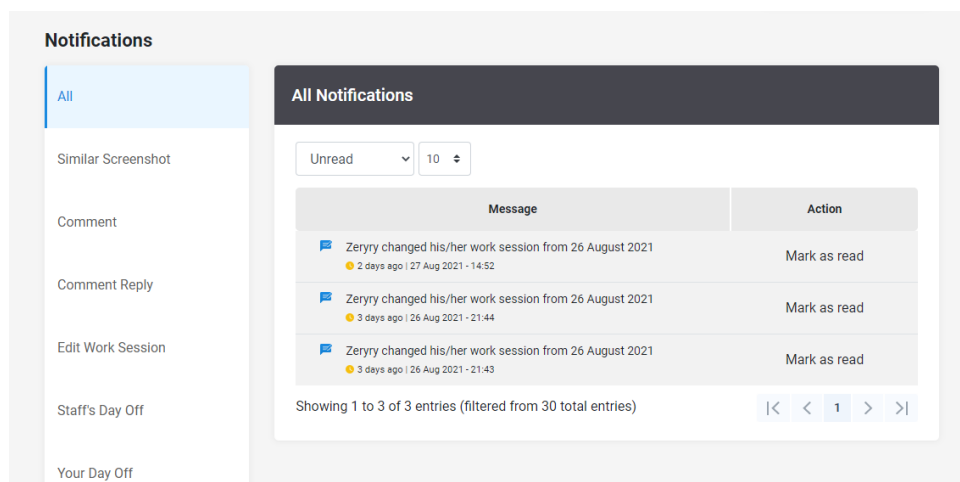 Notifications
All
Similar Screenshot
Comment
Comment Reply
Edit Work Session
Staff's Day Off
Your Day Off
All Notifications
Unread 10
Message Action
Zeryry changed his/her work session from 26 August 2021 Mark as read
2 days ago | 27 Aug 2021 - 14:52
Zeryry changed his/her work session from 26 August 2021 Mark as read
3 days ago | 26 Aug 2021 - 21:44
Zeryry changed his/her work session from 26 August 2021 Mark as read
3 days ago | 26 Aug 2021 - 21:43
Showing 1 to 3 of 3 entries (filtered from 30 total entries) 1